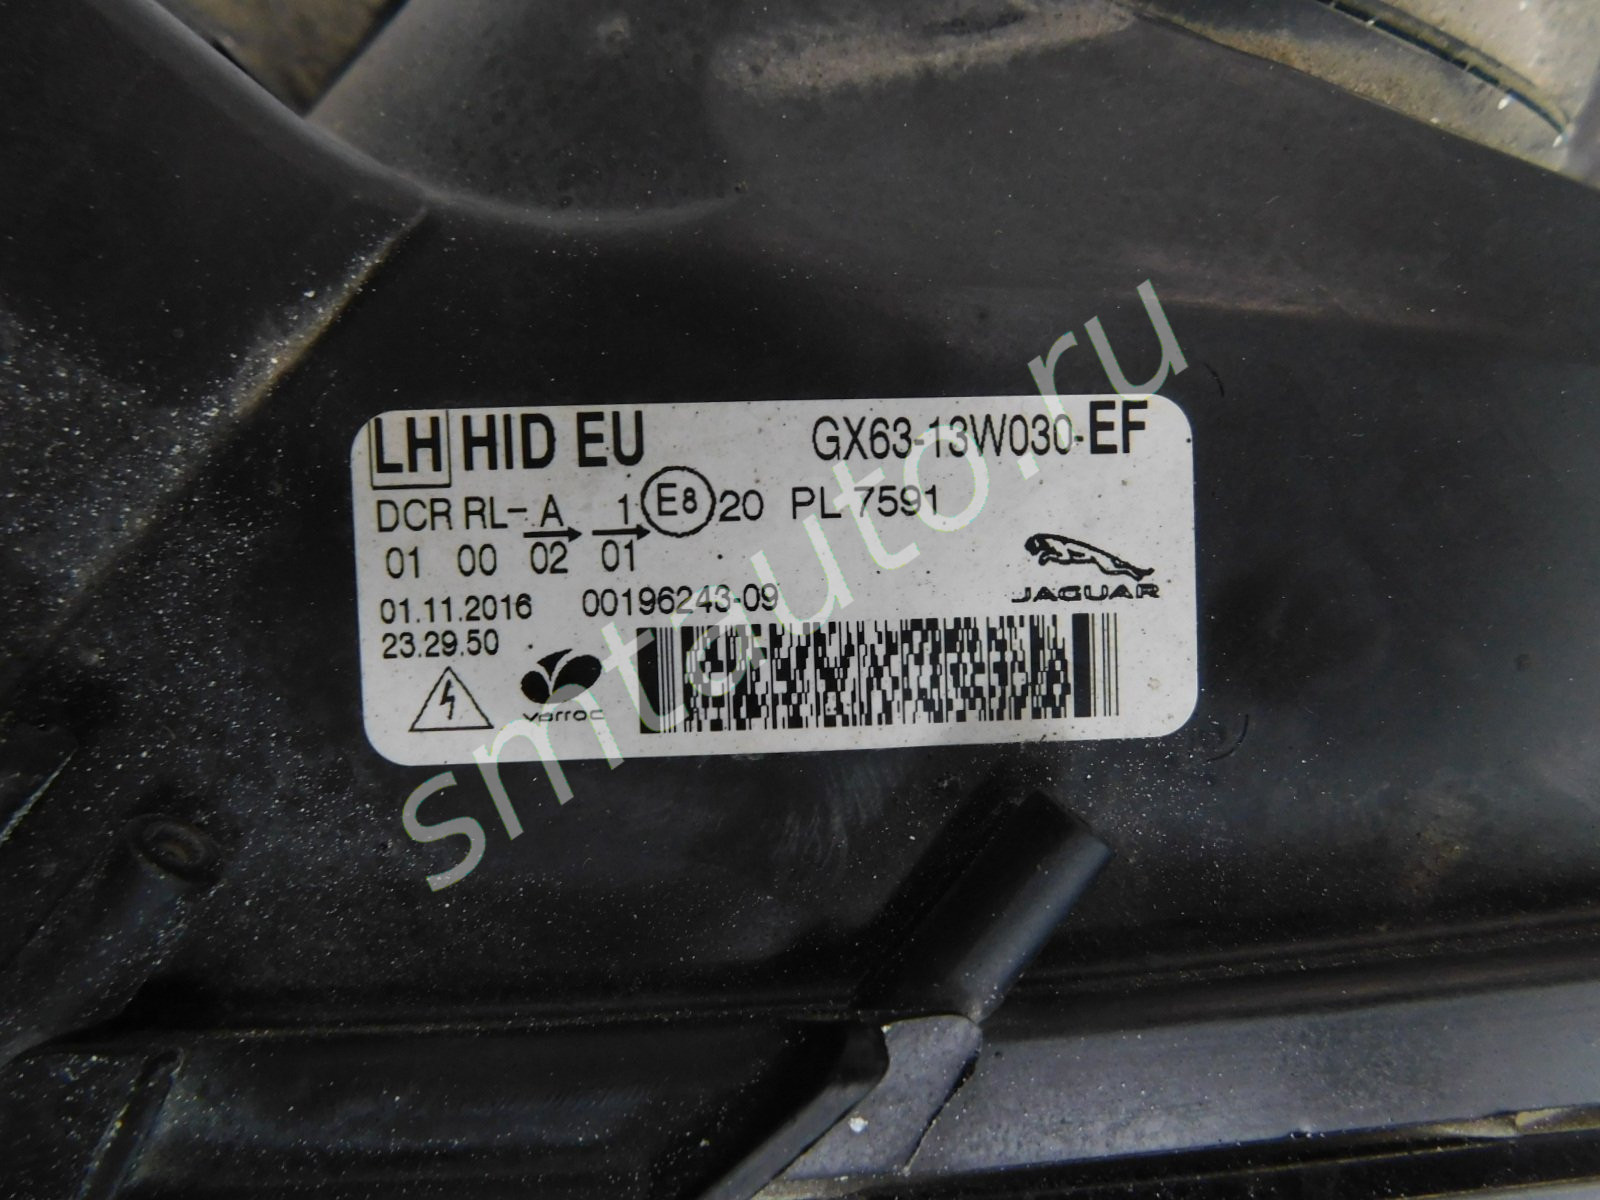 LH HID EU GX63-13W030-EF
DCR RL- A 1 E8 20 PL 7591
01 00 02 01
JAGUAR
01.11.2016 00196243-09
23.29.50
varroc
smtauto.ru